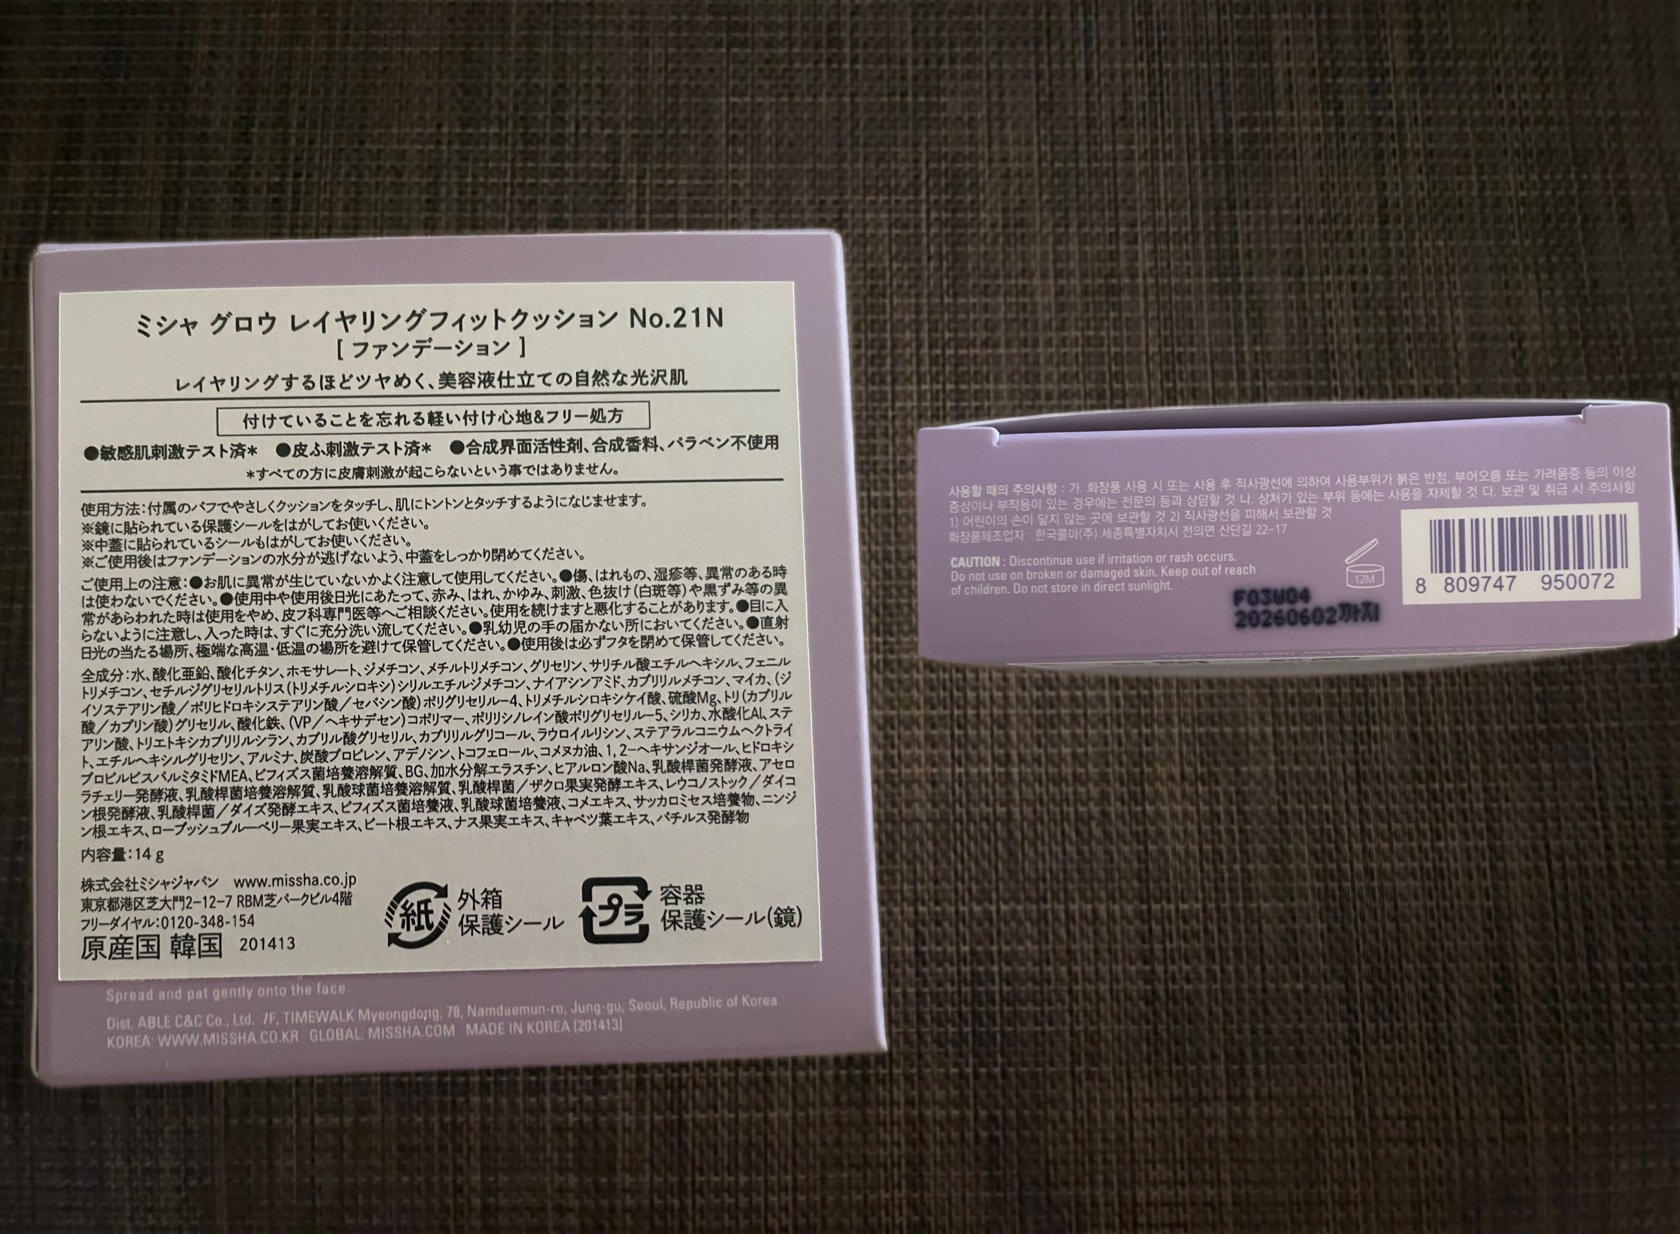 ミシャ グロウ レイヤリングフィットクッション No.21N
[ ファンデーション ]
レイヤリングするほどツヤめく、美容液仕立ての自然な光沢肌
付けていることを忘れる軽い付け心地&フリー処方
●敏感肌刺激テスト済* ●皮ふ刺激テスト済* ●合成界面活性剤、合成香料、パラベン不使用
*すべての方に皮膚刺激が起こらないという事ではありません。
使用方法:付属のパフでやさしくクッションをタッチし、肌にトントンとタッチするようになじませます。
※鏡に貼られている保護シールをはがしてお使いください。
※中蓋に貼られているシールもはがしてお使いください。
※ご使用後はファンデーションの水分が逃げないよう、中蓋をしっかり閉めてください。
ご使用上の注意:●お肌に異常が生じていないかよく注意して使用してください。●傷、はれもの、湿疹等、異常のある時
は使わないでください。●使用中や使用後日光にあたって、赤み、はれ、かゆみ、刺激、色抜け(白斑等)や黒ずみ等の異
常があらわれた時は使用をやめ、皮フ科専門医等へご相談ください。使用を続けますと悪化することがあります。●目に入
らないように注意し、入った時は、すぐに充分洗い流してください。●乳幼児の手の届かない所においてください。●直射
日光の当たる場所、極端な高温・低温の場所を避けて保管してください。●使用後は必ずフタを閉めて保管してください。
全成分:水、酸化亜鉛、酸化チタン、ホモサレート、ジメチコン、メチルトリメチコン、グリセリン、サリチル酸エチルヘキシル、フェニル
トリメチコン、セチルジグリセリルトリス(トリメチルシロキシ)シリルエチルジメチコン、ナイアシンアミド、カプリリルメチコン、マイカ、(ジ
イソステアリン酸/ポリヒドロキシステアリン酸/セバシン酸)ポリグリセリル-4、トリメチルシロキシケイ酸、硫酸Mg、トリ(カプリル
酸/カプリン酸)グリセリル、酸化鉄、(VP/ヘキサデセン)コポリマー、ポリリシノレイン酸ポリグリセリル-5、シリカ、水酸化Al、ステ
アリン酸、トリエトキシカプリリルシラン、カプリル酸グリセリル、カプリリルグリコール、ラウロイルリシン、ステアラルコニウムヘクトライ
ト、エチルヘキシルグリセリン、アルミナ、炭酸プロピレン、アデノシン、トコフェロール、コメヌカ油、1, 2-ヘキサンジオール、ヒドロキシ
プロピルビスパルミタミドMEA、ビフィズス菌培養溶解質、BG、加水分解エラスチン、ヒアルロン酸Na、乳酸桿菌発酵液、アセロ
ラチェリー発酵液、乳酸桿菌培養溶解質、乳酸球菌培養溶解質、乳酸桿菌/ザクロ果実発酵エキス、レウコノストック/ダイコ
ン根発酵液、乳酸桿菌/ダイズ発酵エキス、ビフィズス菌培養液、乳酸球菌培養液、コメエキス、サッカロミセス培養物、ニンジ
ン根エキス、ローブッシュブルーベリー果実エキス、ビート根エキス、ナス果実エキス、キャベツ葉エキス、バチルス発酵物
内容量:14 g
株式会社ミシャジャパン www.missha.co.jp
東京都港区芝大門2-12-7 RBM芝パークビル4階
フリーダイヤル:0120-348-154
原産国 韓国 201413
紙
外箱
保護シール
プラ
容器
保護シール(鏡)
Spread and pat gently onto the face.
Dist. ABLE C&C Co., Ltd. 7F, TIMEWALK Myeongdong, 78, Namdaemun-ro, Jung-gu, Seoul, Republic of Korea
KOREA: WWW.MISSHA.CO.KR GLOBAL: MISSHA.COM MADE IN KOREA [201413]
사용할 때의 주의사항 : 가. 화장품 사용 시 또는 사용 후 직사광선에 의하여 사용부위가 붉은 반점, 부어오름 또는 가려움증 등의 이상
증상이나 부작용이 있는 경우에는 전문의 등과 상담할 것 나. 상처가 있는 부위 등에는 사용을 자제할 것 다. 보관 및 취급 시 주의사항
1) 어린이의 손이 닿지 않는 곳에 보관할 것 2) 직사광선을 피해서 보관할 것
화장품제조업자 : 한국콜마(주) 세종특별자치시 전의면 산단길 22-17
CAUTION : Discontinue use if irritation or rash occurs.
Do not use on broken or damaged skin. Keep out of reach
of children. Do not store in direct sunlight.
12M
F03W04
20260602까지
8 809747 950072